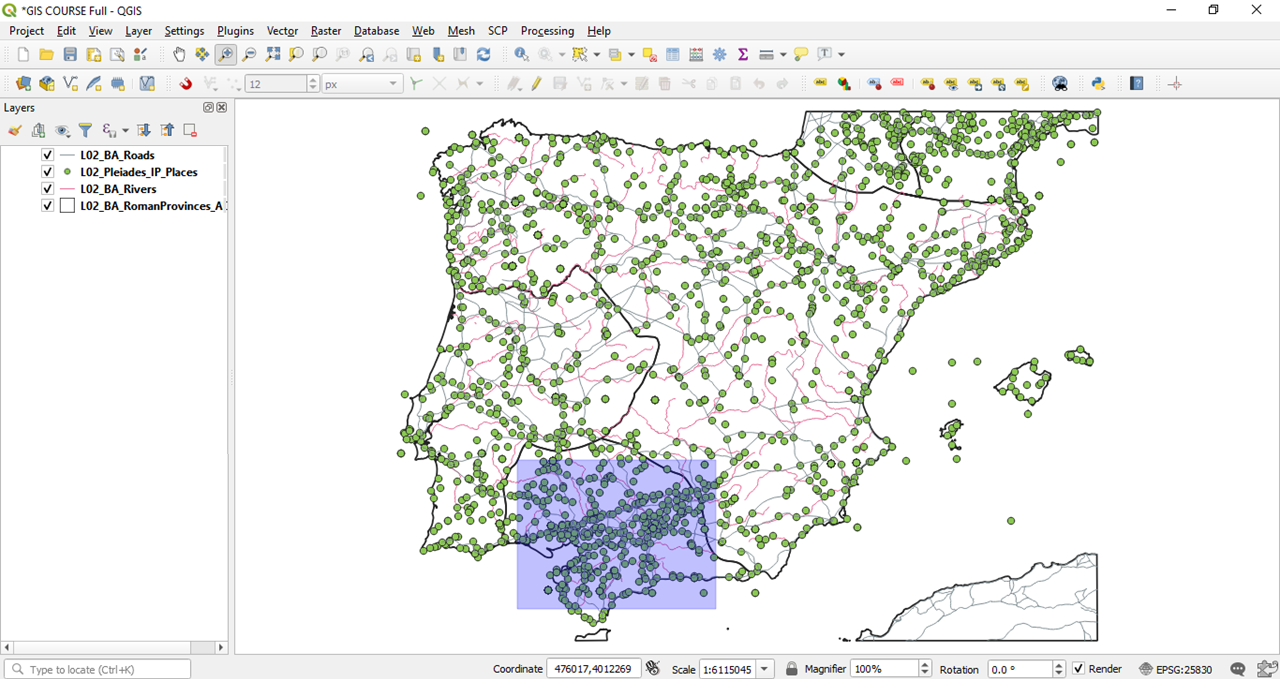 *GIS COURSE Full - QGIS
Project Edit View Layer Settings Plugins Vector Raster Database Web Mesh SCP Processing Help
12 px
Layers
L02_BA_Roads
L02_Pleiades_IP_Places
L02_BA_Rivers
L02_BA_RomanProvinces_A
Type to locate (Ctrl+K) Coordinate 476017,4012269 Scale 1:6115045 Magnifier 100% Rotation 0.0 ° Render EPSG:25830